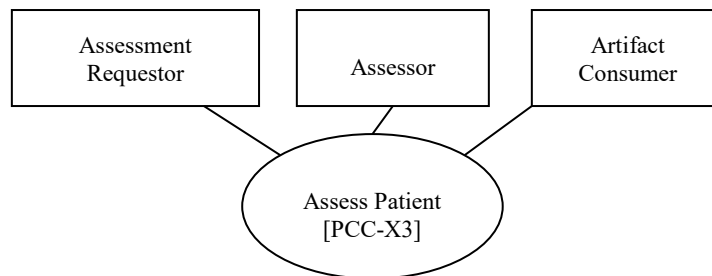 Assessment
Requestor
Assessor
Artifact
Consumer
Assess Patient
[PCC-X3]